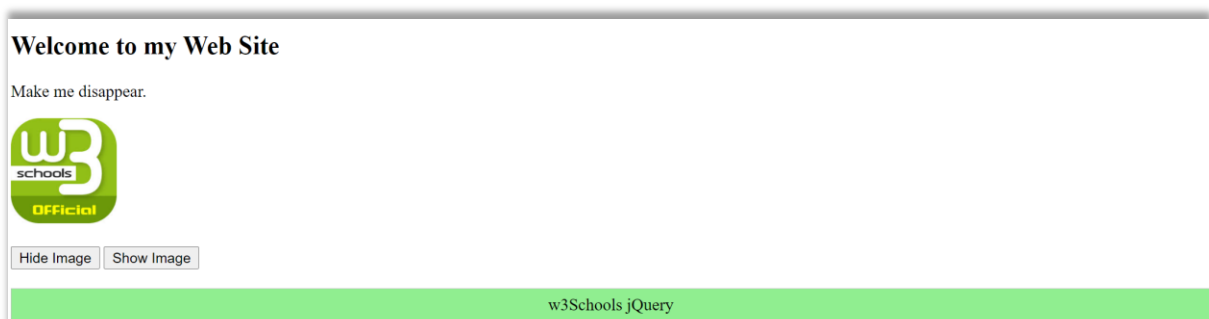 Welcome to my Web Site
Make me disappear.
w3
schools
OFFicial
Hide Image Show Image
w3Schools jQuery